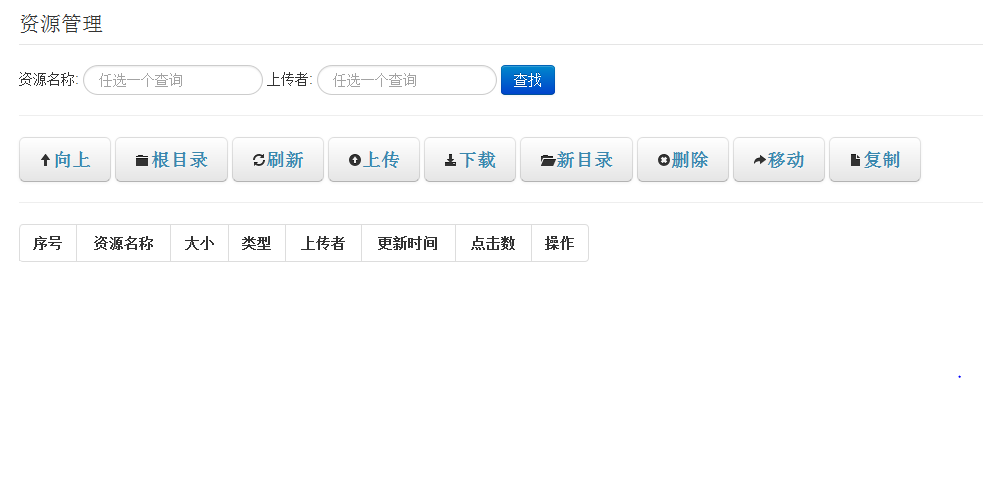 资源管理
资源名称: 任选一个查询 上传者: 任选一个查询 查找
向上 根目录 刷新 上传 下载 新目录 删除 移动 复制
序号 资源名称 大小 类型 上传者 更新时间 点击数 操作